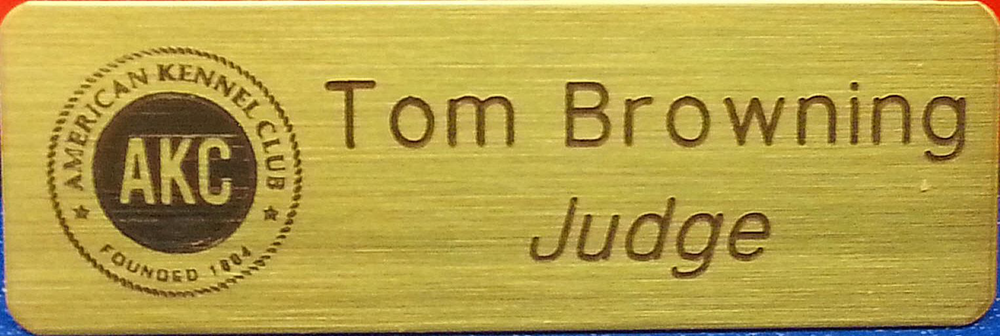 AMERICAN KENNEL CLUB
AKC
FOUNDED 1884
Tom Browning
Judge